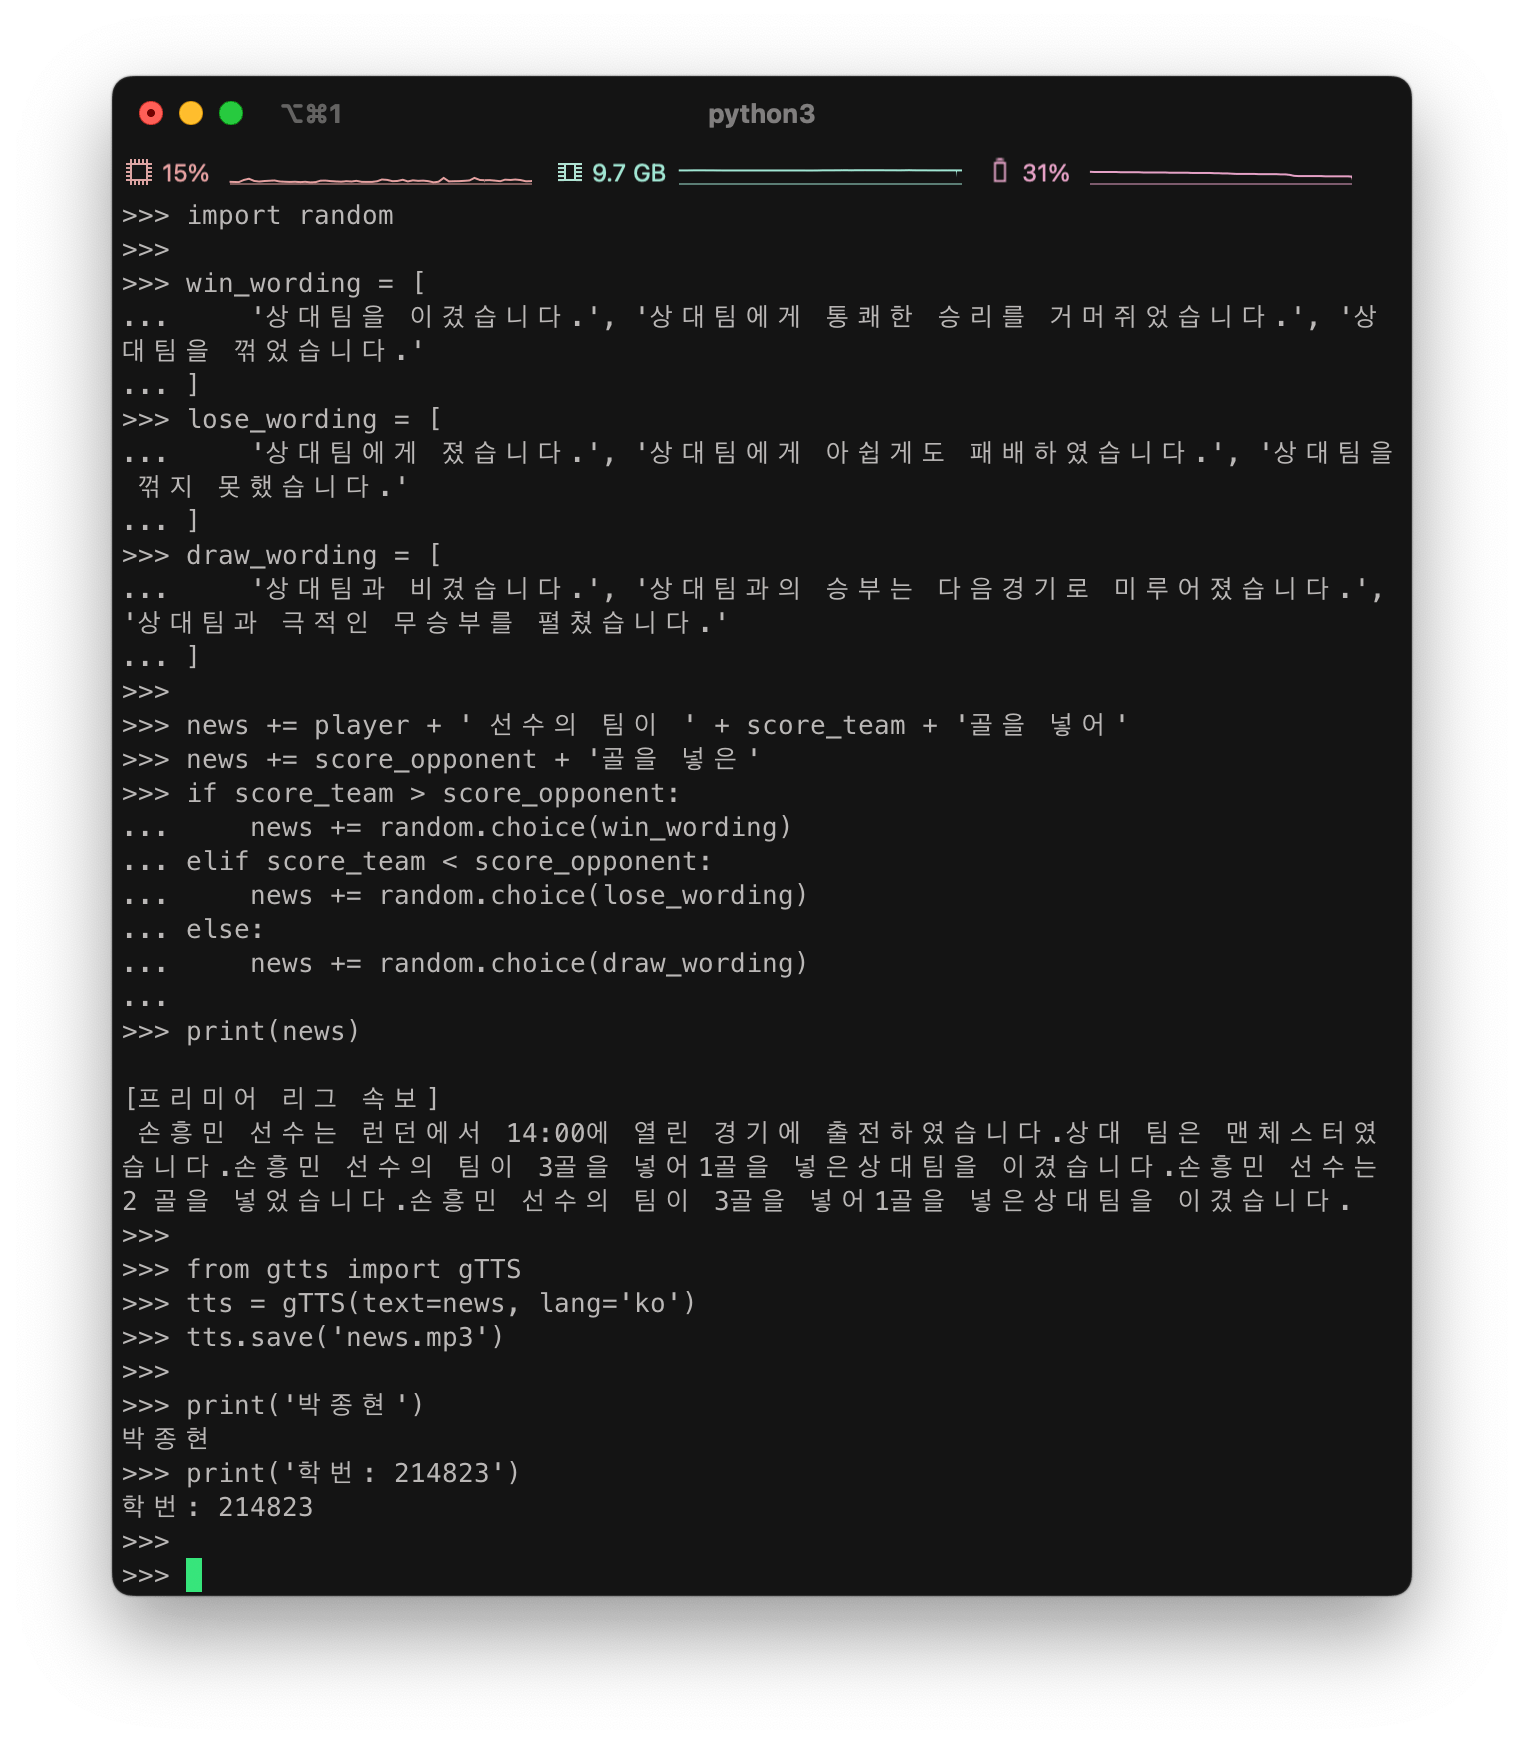 ⌥⌘1 python3
15% 9.7 GB 31%
>>> import random
>>>
>>> win_wording = [
...     '상대팀을 이겼습니다.', '상대팀에게 통쾌한 승리를 거머쥐었습니다.', '상
대팀을 꺾었습니다.'
... ]
>>> lose_wording = [
...     '상대팀에게 졌습니다.', '상대팀에게 아쉽게도 패배하였습니다.', '상대팀을
 꺾지 못했습니다.'
... ]
>>> draw_wording = [
...     '상대팀과 비겼습니다.', '상대팀과의 승부는 다음경기로 미루어졌습니다.',
'상대팀과 극적인 무승부를 펼쳤습니다.'
... ]
>>>
>>> news += player + ' 선수의 팀이 ' + score_team + '골을 넣어'
>>> news += score_opponent + '골을 넣은'
>>> if score_team > score_opponent:
...     news += random.choice(win_wording)
... elif score_team < score_opponent:
...     news += random.choice(lose_wording)
... else:
...     news += random.choice(draw_wording)
...
>>> print(news)

[프리미어 리그 속보]
 손흥민 선수는 런던에서 14:00에 열린 경기에 출전하였습니다.상대 팀은 맨체스터였
습니다.손흥민 선수의 팀이 3골을 넣어1골을 넣은상대팀을 이겼습니다.손흥민 선수는
2 골을 넣었습니다.손흥민 선수의 팀이 3골을 넣어1골을 넣은상대팀을 이겼습니다.
>>>
>>> from gtts import gTTS
>>> tts = gTTS(text=news, lang='ko')
>>> tts.save('news.mp3')
>>>
>>> print('박종현')
박종현
>>> print('학번: 214823')
학번: 214823
>>>
>>>